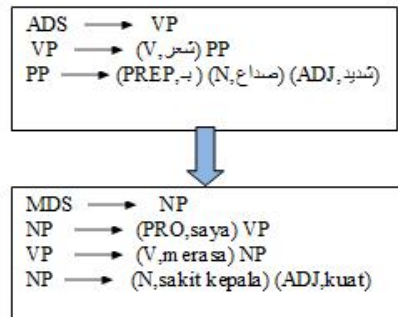 ADS → VP
VP → (V,شعر) PP
PP → (PREP,بـ) (N,صداع) (ADJ,شديد)
MDS → NP
NP → (PRO,saya) VP
VP → (V,merasa) NP
NP → (N,sakit kepala) (ADJ,kuat)